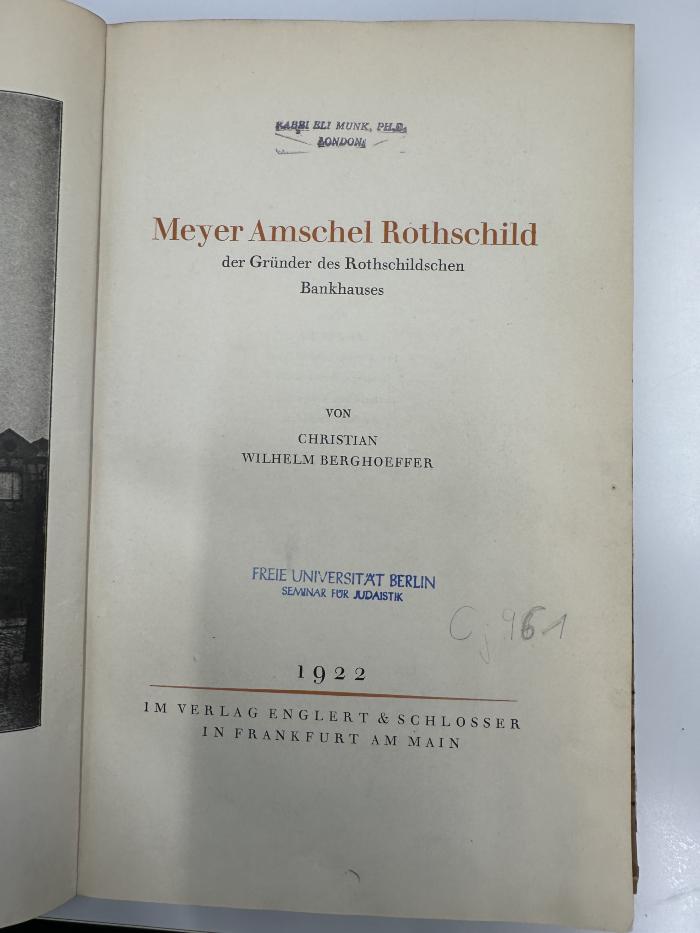 RABBI ELI MUNK, PH.D.
LONDON
Meyer Amschel Rothschild
der Gründer des Rothschildschen
Bankhauses
VON
CHRISTIAN
WILHELM BERGHOEFFER
FREIE UNIVERSITÄT BERLIN
SEMINAR FÜR JUDAISTIK
Cj 961
1922
IM VERLAG ENGLERT & SCHLOSSER
IN FRANKFURT AM MAIN